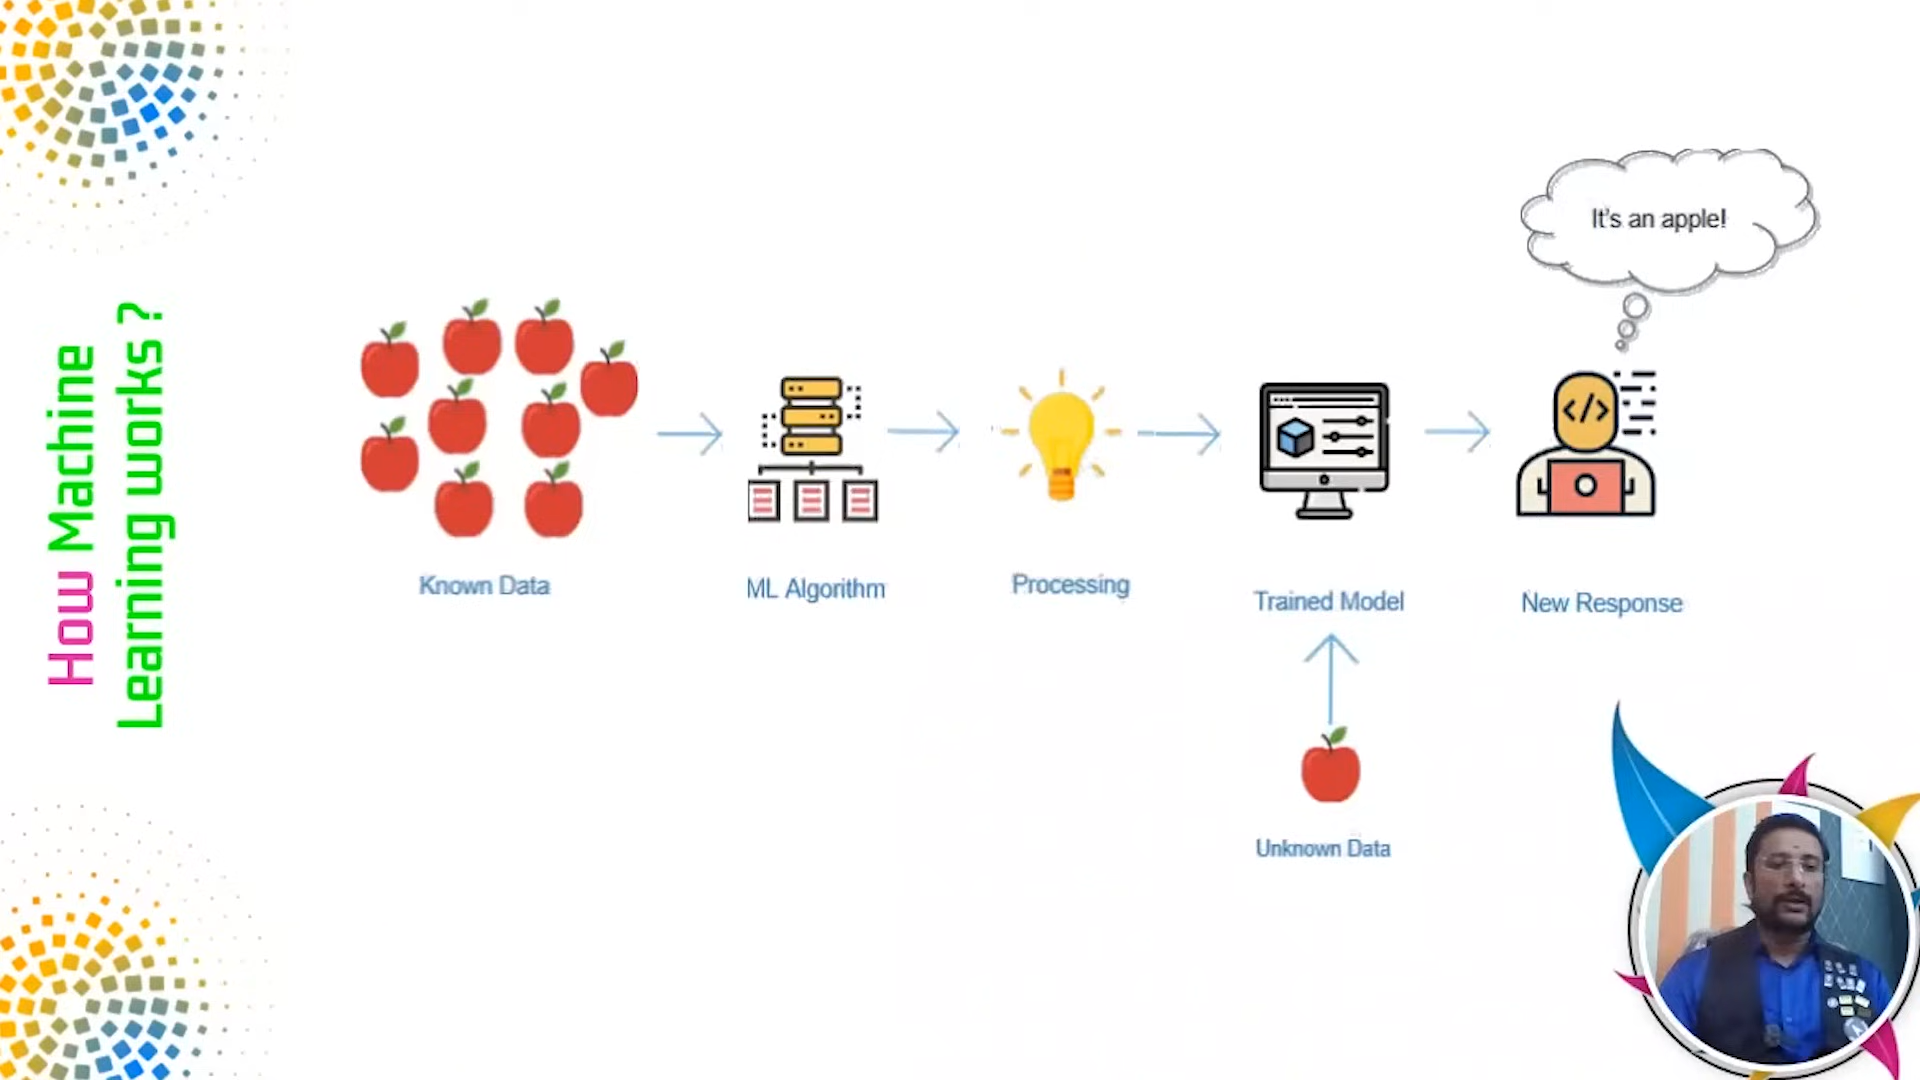 How Machine
Learning works ?
It's an apple!
</>
Known Data
ML Algorithm
Processing
Trained Model
New Response
Unknown Data